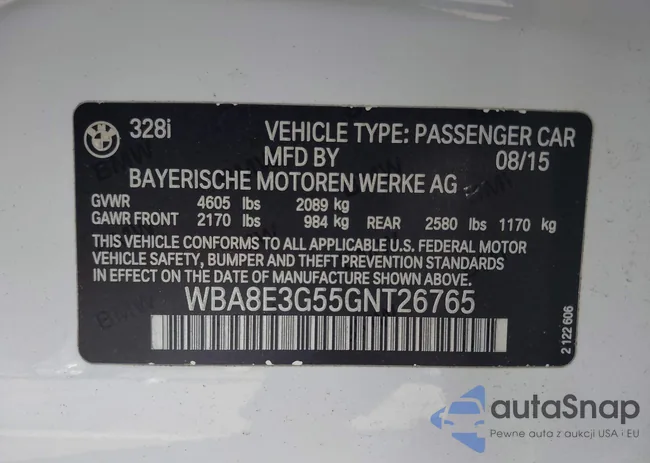 BMW 328i VEHICLE TYPE: PASSENGER CAR
MFD BY 08/15
BAYERISCHE MOTOREN WERKE AG
GVWR 4605 lbs 2089 kg
GAWR FRONT 2170 lbs 984 kg REAR 2580 lbs 1170 kg
THIS VEHICLE CONFORMS TO ALL APPLICABLE U.S. FEDERAL MOTOR
VEHICLE SAFETY, BUMPER AND THEFT PREVENTION STANDARDS
IN EFFECT ON THE DATE OF MANUFACTURE SHOWN ABOVE.
WBA8E3G55GNT26765
2 122 606
autoSnap
Pewne auta z aukcji USA i EU